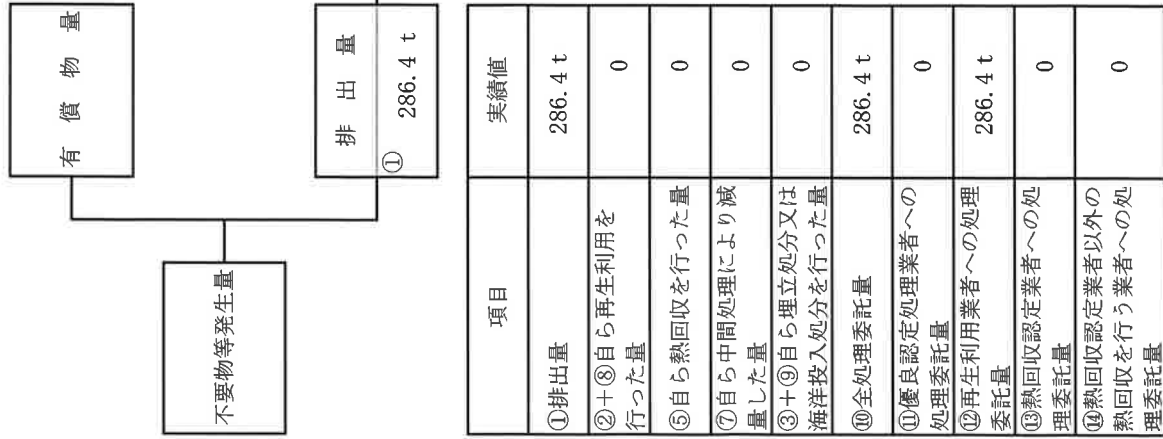 有償物量
不要物等発生量
排出量
①
286.4 t
項目
実績値
①排出量
286.4 t
②+⑧自ら再生利用を
行った量
0
⑤自ら熱回収を行った量
0
⑦自ら中間処理により減
量した量
0
③+⑨自ら埋立処分又は
海洋投入処分を行った量
0
⑩全処理委託量
286.4 t
⑪優良認定処理業者への
処理委託量
0
⑫再生利用業者への処理
委託量
286.4 t
⑬熱回収認定業者への処
理委託量
0
⑭熱回収認定業者以外の
熱回収を行う業者への処
理委託量
0